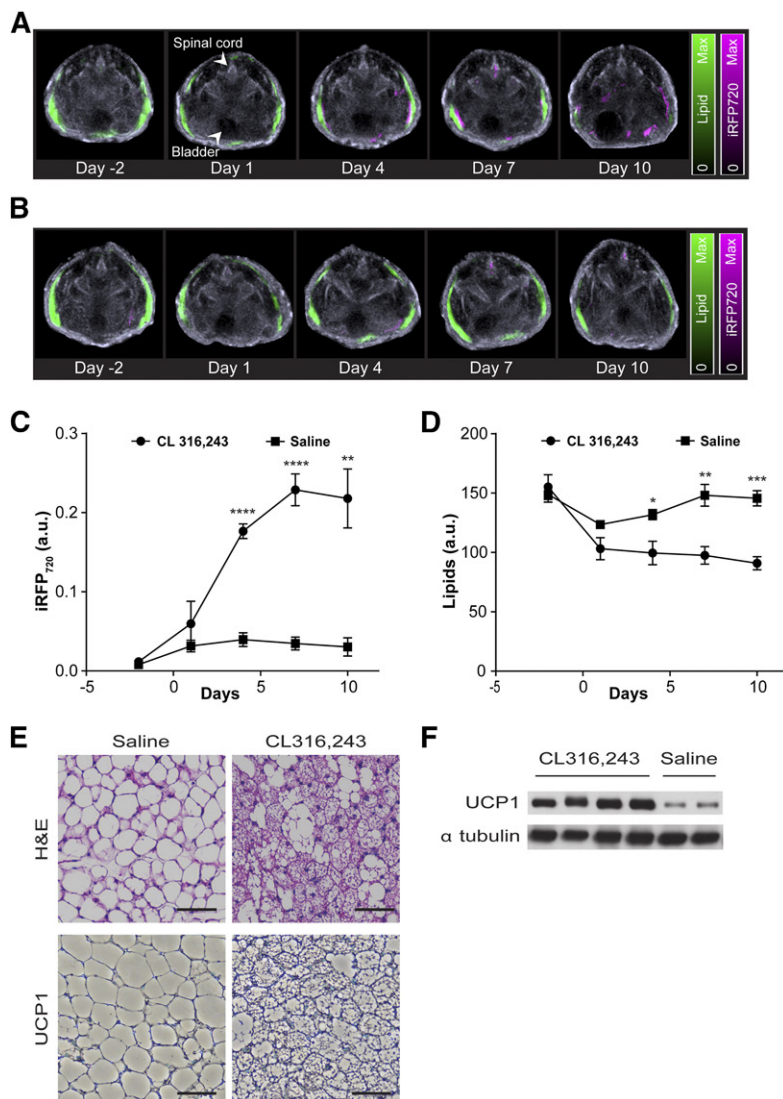 A
Spinal cord
Bladder
Day -2 Day 1 Day 4 Day 7 Day 10
0 Lipid Max
0 iRFP720 Max
B
Day -2 Day 1 Day 4 Day 7 Day 10
0 Lipid Max
0 iRFP720 Max
C
CL 316,243 Saline
**** **** **
0.3
0.2
0.1
0.0
iRFP720 (a.u.)
-5 0 5 10
Days
D
CL 316,243 Saline
* ** ***
200
150
100
50
0
Lipids (a.u.)
-5 0 5 10
Days
E
Saline CL316,243
H&E
UCP1
F
CL316,243 Saline
UCP1
α tubulin